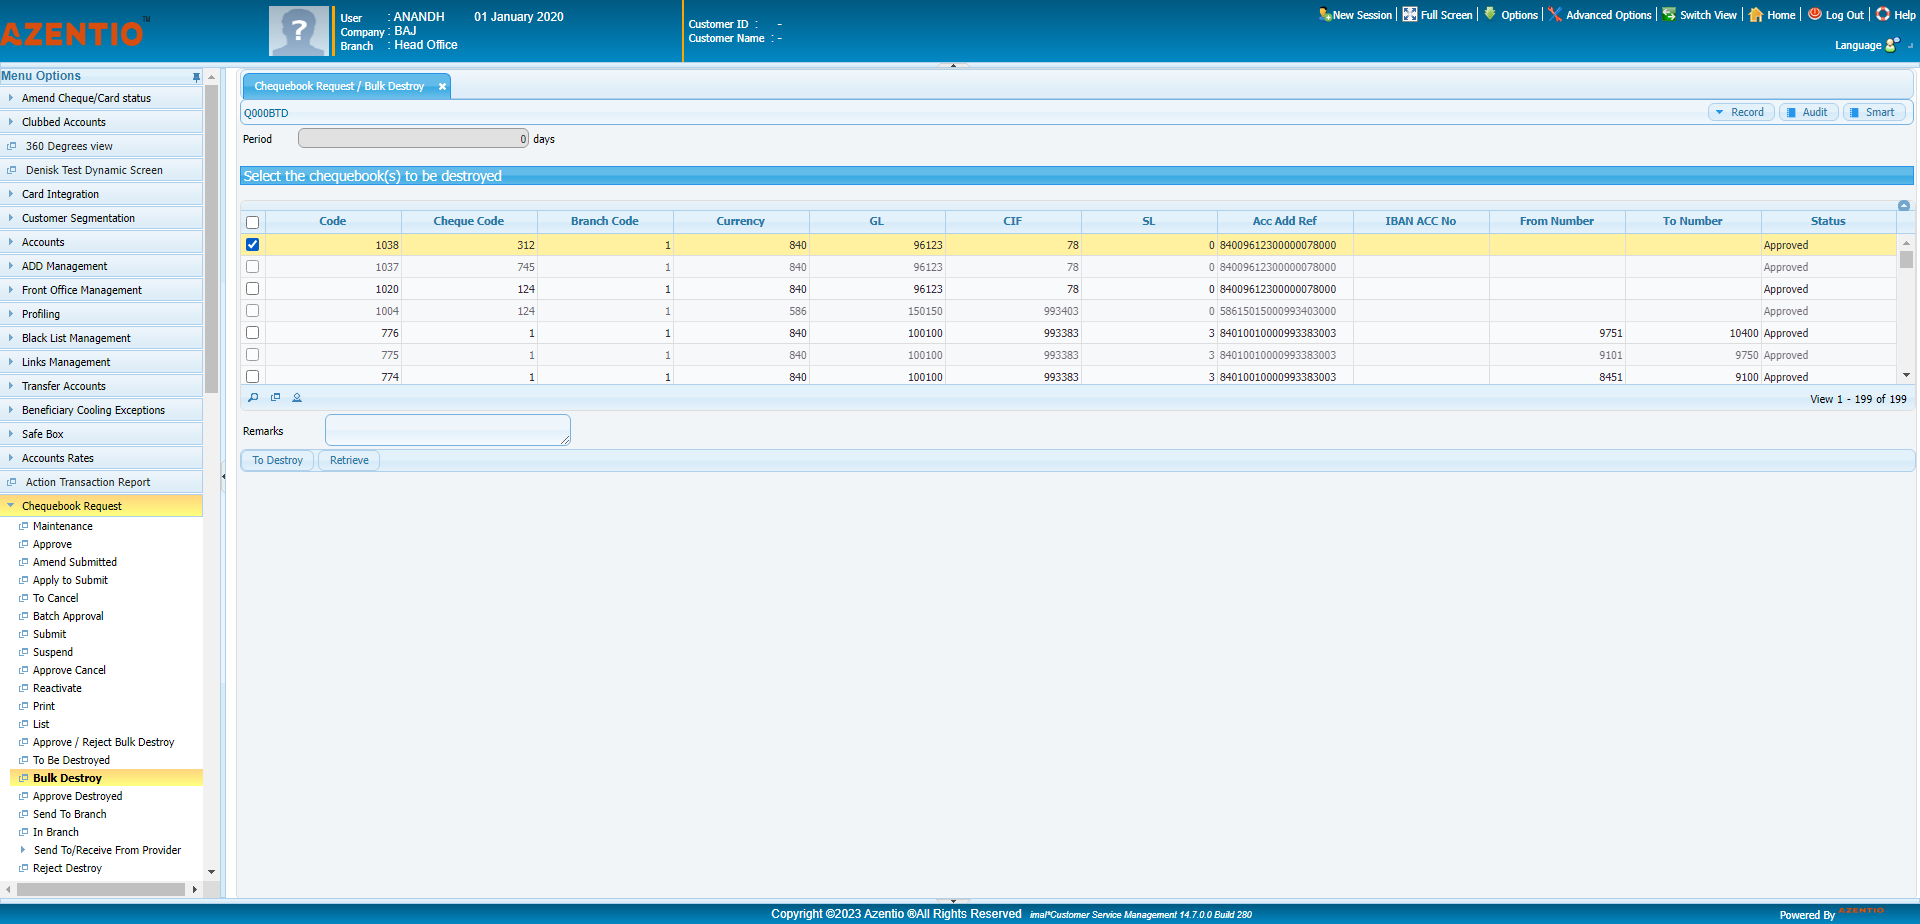 AZENTIO™
User : ANANDH 01 January 2020
Company : BAJ
Branch : Head Office
Customer ID : -
Customer Name : -
New Session Full Screen Options Advanced Options Switch View Home Log Out Help
Language
Menu Options
Amend Cheque/Card status
Clubbed Accounts
360 Degrees view
Denisk Test Dynamic Screen
Card Integration
Customer Segmentation
Accounts
ADD Management
Front Office Management
Profiling
Black List Management
Links Management
Transfer Accounts
Beneficiary Cooling Exceptions
Safe Box
Accounts Rates
Action Transaction Report
Chequebook Request
Maintenance
Approve
Amend Submitted
Apply to Submit
To Cancel
Batch Approval
Submit
Suspend
Approve Cancel
Reactivate
Print
List
Approve / Reject Bulk Destroy
To Be Destroyed
Bulk Destroy
Approve Destroyed
Send To Branch
In Branch
Send To/Receive From Provider
Reject Destroy
Chequebook Request / Bulk Destroy
Q000BTD
Record Audit Smart
Period 0 days
Select the chequebook(s) to be destroyed
Code Cheque Code Branch Code Currency GL CIF SL Acc Add Ref IBAN ACC No From Number To Number Status
1038 312 1 840 96123 78 0 84009612300000078000 Approved
1037 745 1 840 96123 78 0 84009612300000078000 Approved
1020 124 1 840 96123 78 0 84009612300000078000 Approved
1004 124 1 586 150150 993403 0 58615015000993403000 Approved
776 1 1 840 100100 993383 3 84010010000993383003 9751 10400 Approved
775 1 1 840 100100 993383 3 84010010000993383003 9101 9750 Approved
774 1 1 840 100100 993383 3 84010010000993383003 8451 9100 Approved
View 1 - 199 of 199
Remarks
To Destroy Retrieve
Copyright ©2023 Azentio ®All Rights Reserved imal*Customer Service Management 14.7.0.0 Build 280
Powered By AZENTIO